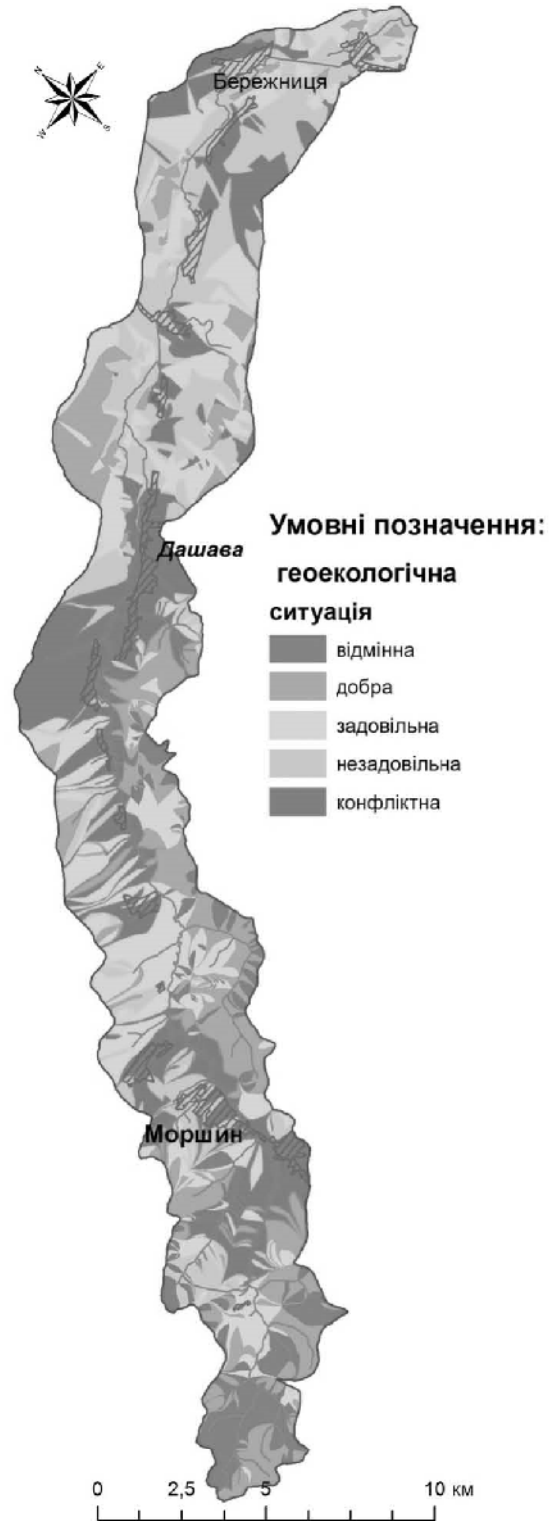 N
E
W
S
Бережниця
Дашава
Умовні позначення:
геоекологічна
ситуація
відмінна
добра
задовільна
незадовільна
конфліктна
Моршин
0 2,5 5 10 км